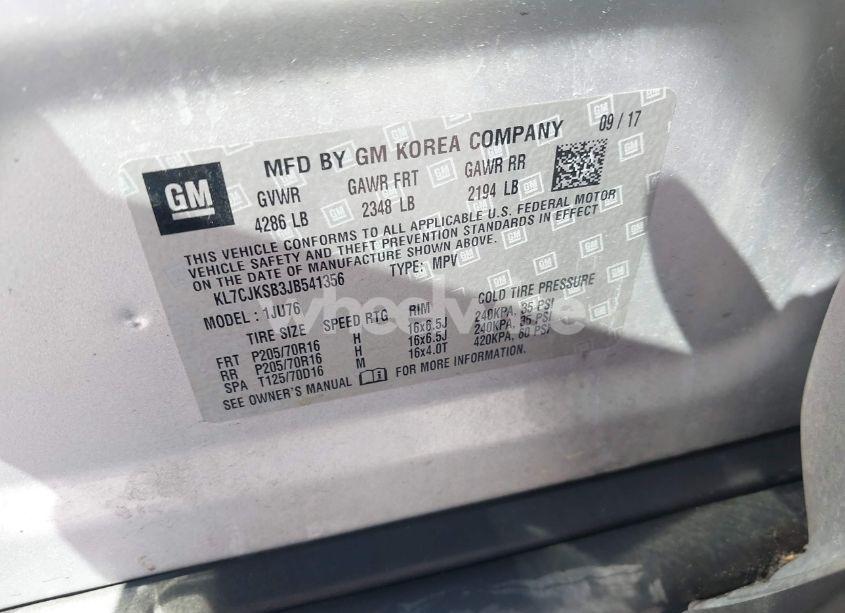 MFD BY GM KOREA COMPANY 09 / 17
GM
GVWR GAWR FRT GAWR RR
4286 LB 2348 LB 2194 LB
THIS VEHICLE CONFORMS TO ALL APPLICABLE U.S. FEDERAL MOTOR
VEHICLE SAFETY AND THEFT PREVENTION STANDARDS IN EFFECT
ON THE DATE OF MANUFACTURE SHOWN ABOVE.
KL7CJKSB3JB541356 TYPE: MPV
MODEL: 1JU76
TIRE SIZE SPEED RTG RIM COLD TIRE PRESSURE
FRT P205/70R16 H 16x6.5J 240KPA, 35 PSI
RR P205/70R16 H 16x6.5J 240KPA, 35 PSI
SPA T125/70D16 M 16x4.0T 420KPA, 60 PSI
SEE OWNER'S MANUAL FOR MORE INFORMATION.